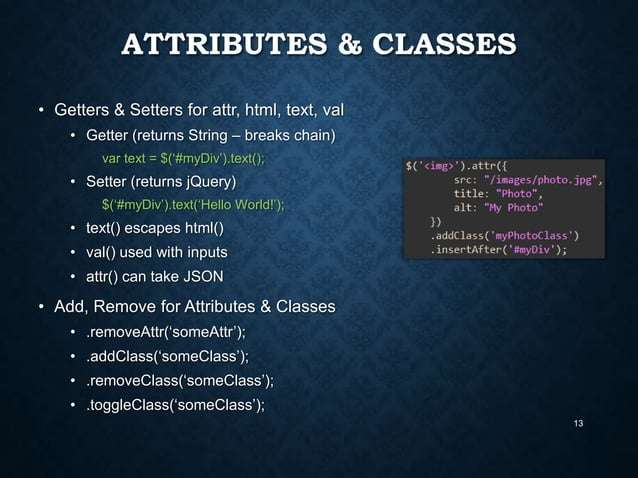 ATTRIBUTES & CLASSES
• Getters & Setters for attr, html, text, val
• Getter (returns String – breaks chain)
var text = $(‘#myDiv’).text();
• Setter (returns jQuery)
$(‘#myDiv’).text(‘Hello World!’);
• text() escapes html()
• val() used with inputs
• attr() can take JSON
• Add, Remove for Attributes & Classes
• .removeAttr(‘someAttr’);
• .addClass(‘someClass’);
• .removeClass(‘someClass’);
• .toggleClass(‘someClass’);
$('<img>').attr({
src: "/images/photo.jpg",
title: "Photo",
alt: "My Photo"
})
.addClass('myPhotoClass')
.insertAfter('#myDiv');
13